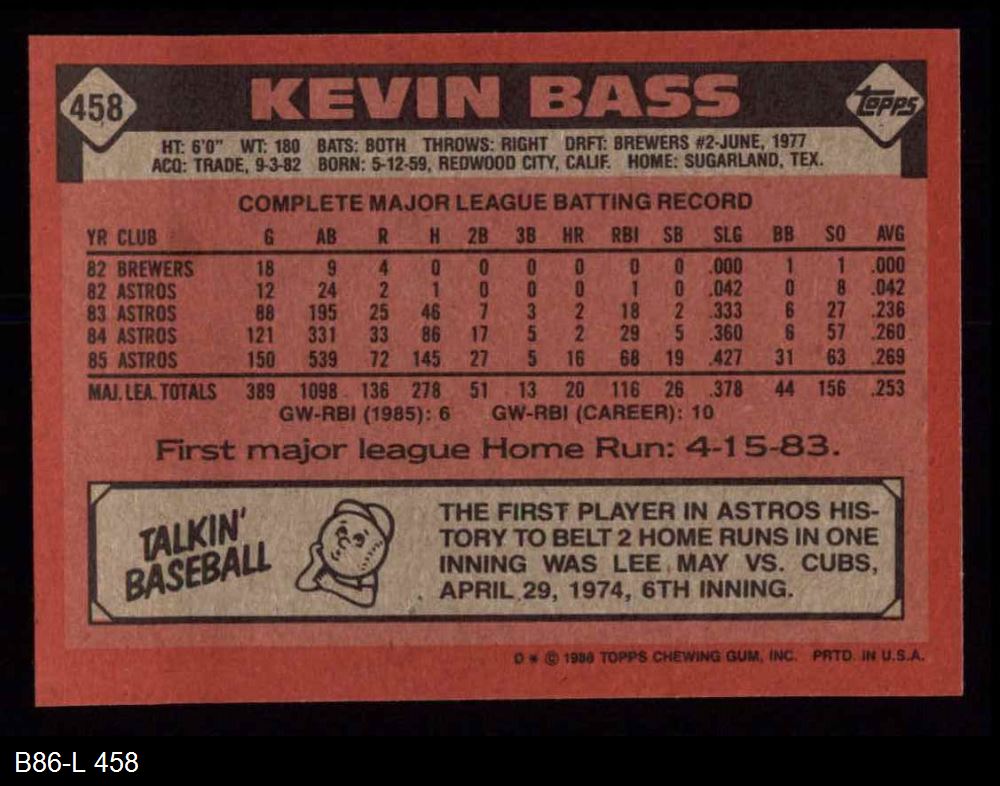 458
KEVIN BASS
topps
HT: 6'0" WT: 180 BATS: BOTH THROWS: RIGHT DRFT: BREWERS #2-JUNE, 1977
ACQ: TRADE, 9-3-82 BORN: 5-12-59, REDWOOD CITY, CALIF. HOME: SUGARLAND, TEX.
COMPLETE MAJOR LEAGUE BATTING RECORD
YR CLUB G AB R H 2B 3B HR RBI SB SLG BB SO AVG
82 BREWERS 18 9 4 0 0 0 0 0 0 .000 1 1 .000
82 ASTROS 12 24 2 1 0 0 0 1 0 .042 0 8 .042
83 ASTROS 88 195 25 46 7 3 2 18 2 .333 6 27 .236
84 ASTROS 121 331 33 86 17 5 2 29 5 .360 6 57 .260
85 ASTROS 150 539 72 145 27 5 16 68 19 .427 31 63 .269
MAJ. LEA. TOTALS 389 1098 136 278 51 13 20 116 26 .378 44 156 .253
GW-RBI (1985): 6 GW-RBI (CAREER): 10
First major league Home Run: 4-15-83.
TALKIN'
BASEBALL
THE FIRST PLAYER IN ASTROS HIS-
TORY TO BELT 2 HOME RUNS IN ONE
INNING WAS LEE MAY VS. CUBS,
APRIL 29, 1974, 6TH INNING.
D * © 1986 TOPPS CHEWING GUM, INC. PRTD. IN U.S.A.
B86-L 458